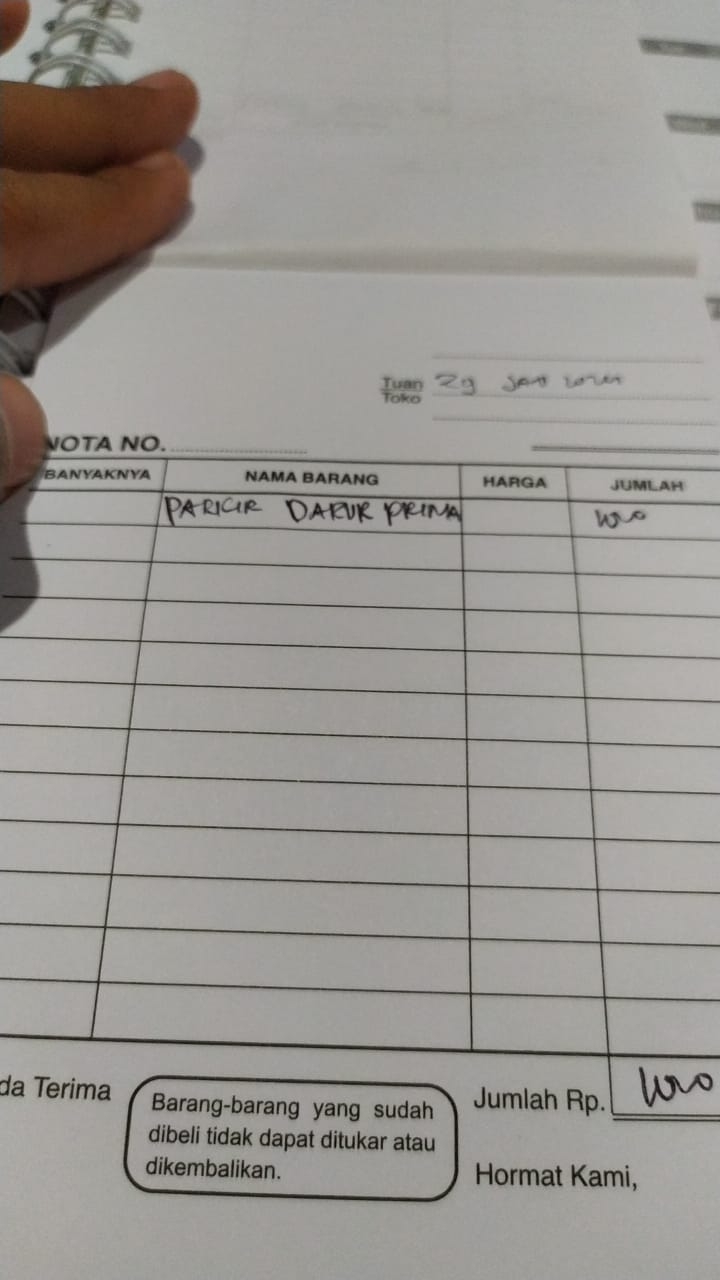 Tuan
Toko
NOTA NO.
BANYAKNYA NAMA BARANG HARGA JUMLAH
PARKIR DAPUR PRIMA
da Terima
Barang-barang yang sudah
dibeli tidak dapat ditukar atau
dikembalikan.
Jumlah Rp.
Hormat Kami,